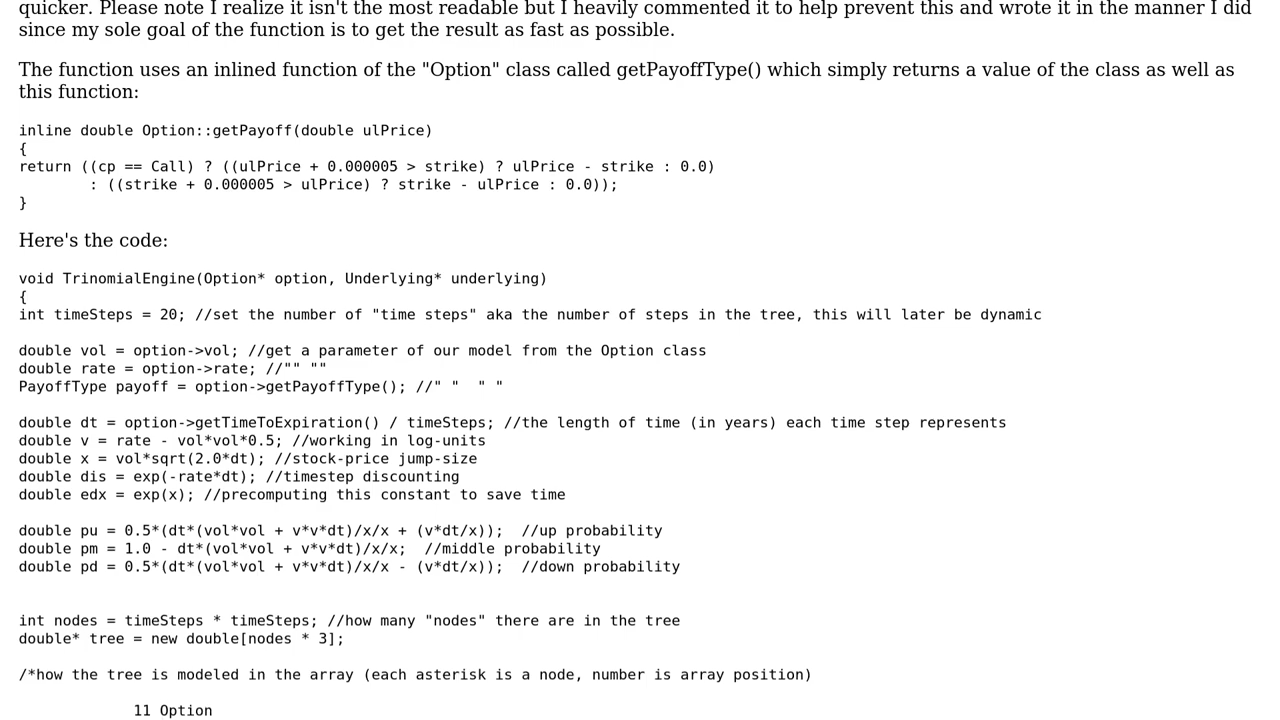 quicker. Please note I realize it isn't the most readable but I heavily commented it to help prevent this and wrote it in the manner I did
since my sole goal of the function is to get the result as fast as possible.
The function uses an inlined function of the "Option" class called getPayoffType() which simply returns a value of the class as well as
this function:
inline double Option::getPayoff(double ulPrice)
{
return ((cp == Call) ? ((ulPrice + 0.000005 > strike) ? ulPrice - strike : 0.0)
        : ((strike + 0.000005 > ulPrice) ? strike - ulPrice : 0.0));
}
Here's the code:
void TrinomialEngine(Option* option, Underlying* underlying)
{
int timeSteps = 20; //set the number of "time steps" aka the number of steps in the tree, this will later be dynamic
double vol = option->vol; //get a parameter of our model from the Option class
double rate = option->rate; //"" ""
PayoffType payoff = option->getPayoffType(); //" "  " "
double dt = option->getTimeToExpiration() / timeSteps; //the length of time (in years) each time step represents
double v = rate - vol*vol*0.5; //working in log-units
double x = vol*sqrt(2.0*dt); //stock-price jump-size
double dis = exp(-rate*dt); //timestep discounting
double edx = exp(x); //precomputing this constant to save time
double pu = 0.5*(dt*(vol*vol + v*v*dt)/x/x + (v*dt/x));  //up probability
double pm = 1.0 - dt*(vol*vol + v*v*dt)/x/x;  //middle probability
double pd = 0.5*(dt*(vol*vol + v*v*dt)/x/x - (v*dt/x));  //down probability
int nodes = timeSteps * timeSteps; //how many "nodes" there are in the tree
double* tree = new double[nodes * 3];
/*how the tree is modeled in the array (each asterisk is a node, number is array position)
             11 Option